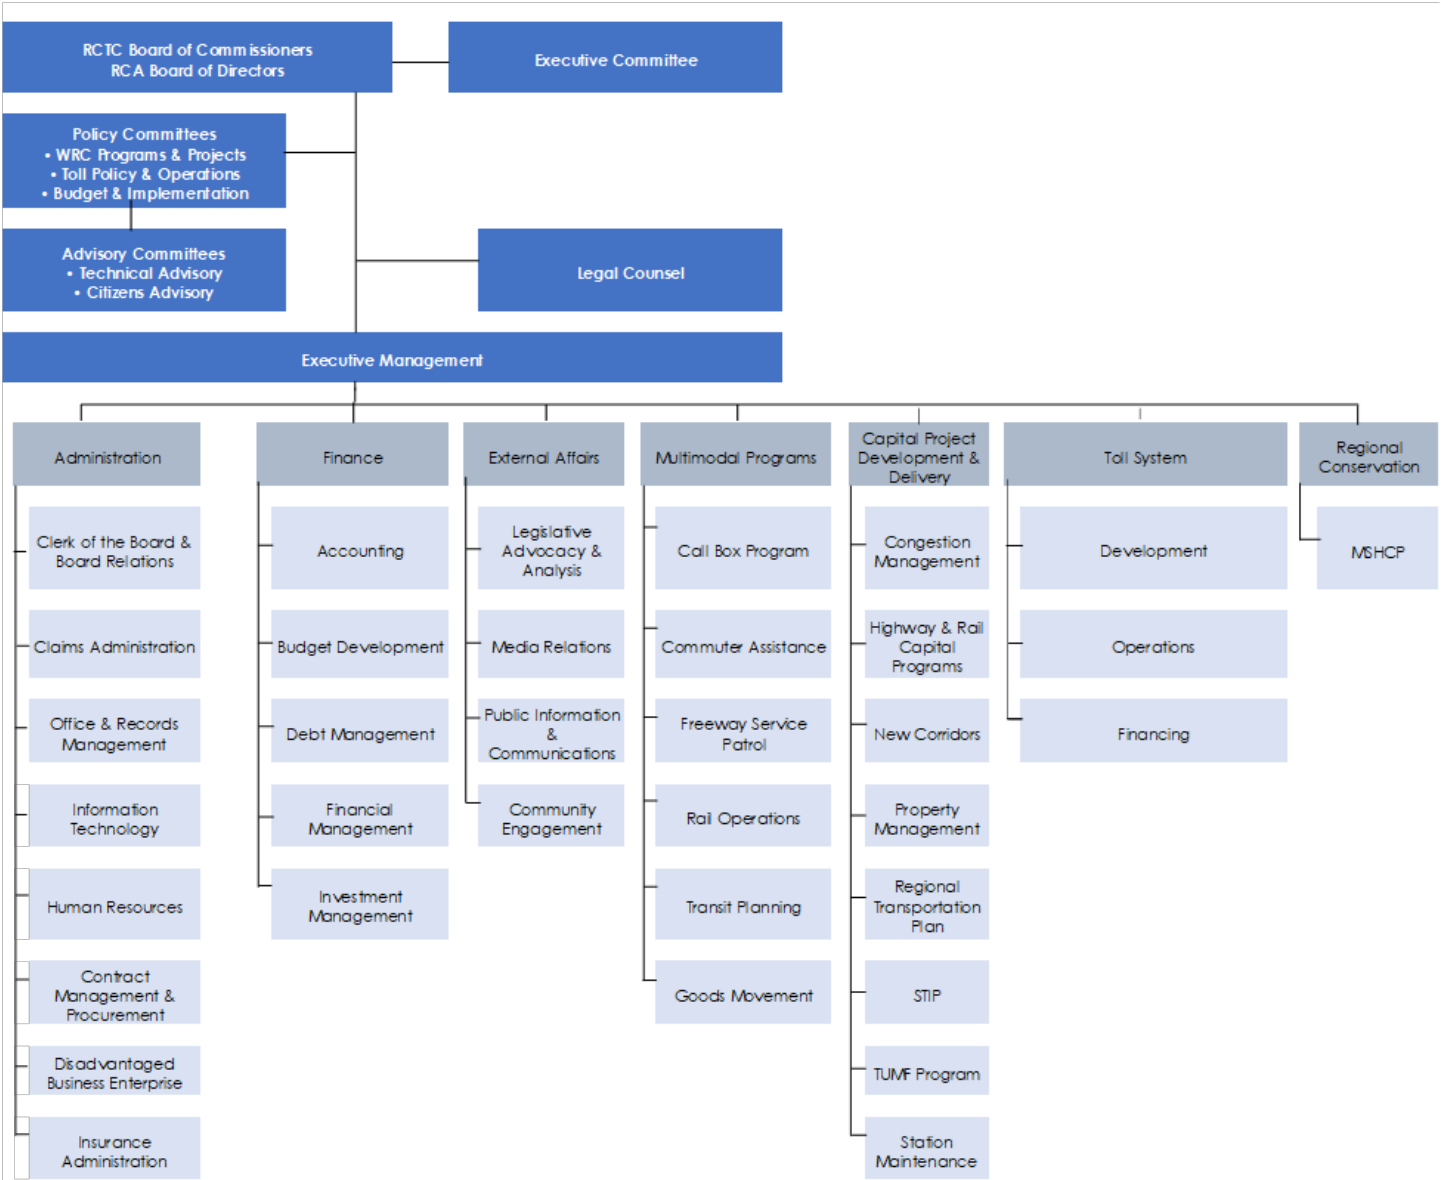 RCTC Board of Commissioners
RCA Board of Directors
Executive Committee
Policy Committees
• WRC Programs & Projects
• Toll Policy & Operations
• Budget & Implementation
Advisory Committees
• Technical Advisory
• Citizens Advisory
Legal Counsel
Executive Management
Administration
Clerk of the Board &
Board Relations
Claims Administration
Office & Records
Management
Information
Technology
Human Resources
Contract
Management &
Procurement
Disadvantaged
Business Enterprise
Insurance
Administration
Finance
Accounting
Budget Development
Debt Management
Financial
Management
Investment
Management
External Affairs
Legislative
Advocacy &
Analysis
Media Relations
Public Information
&
Communications
Community
Engagement
Multimodal Programs
Call Box Program
Commuter Assistance
Freeway Service
Patrol
Rail Operations
Transit Planning
Goods Movement
Capital Project
Development &
Delivery
Congestion
Management
Highway & Rail
Capital
Programs
New Corridors
Property
Management
Regional
Transportation
Plan
STIP
TUMF Program
Station
Maintenance
Toll System
Development
Operations
Financing
Regional
Conservation
MSHCP